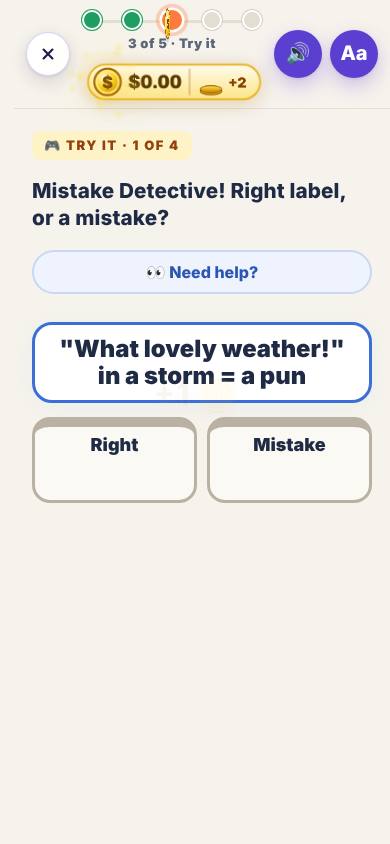 3 of 5 · Try it
$ $0.00 +2
Aa
TRY IT · 1 OF 4
Mistake Detective! Right label,
or a mistake?
Need help?
"What lovely weather!"
in a storm = a pun
Right
Mistake